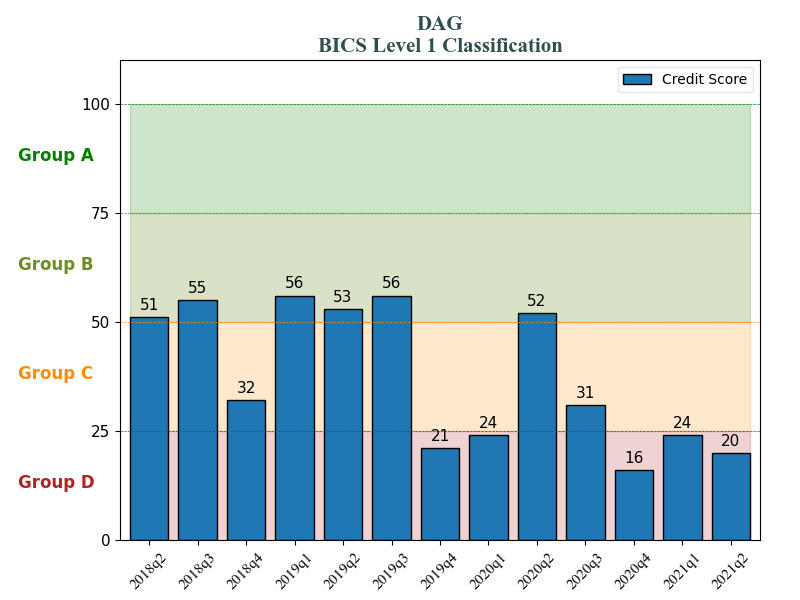 DAG
BICS Level 1 Classification
Credit Score
100
Group A
75
Group B
56
56
55
53
52
51
50
Group C
32
31
25
24
24
21
20
16
Group D
0
2018q2 2018q3 2018q4 2019q1 2019q2 2019q3 2019q4 2020q1 2020q2 2020q3 2020q4 2021q1 2021q2